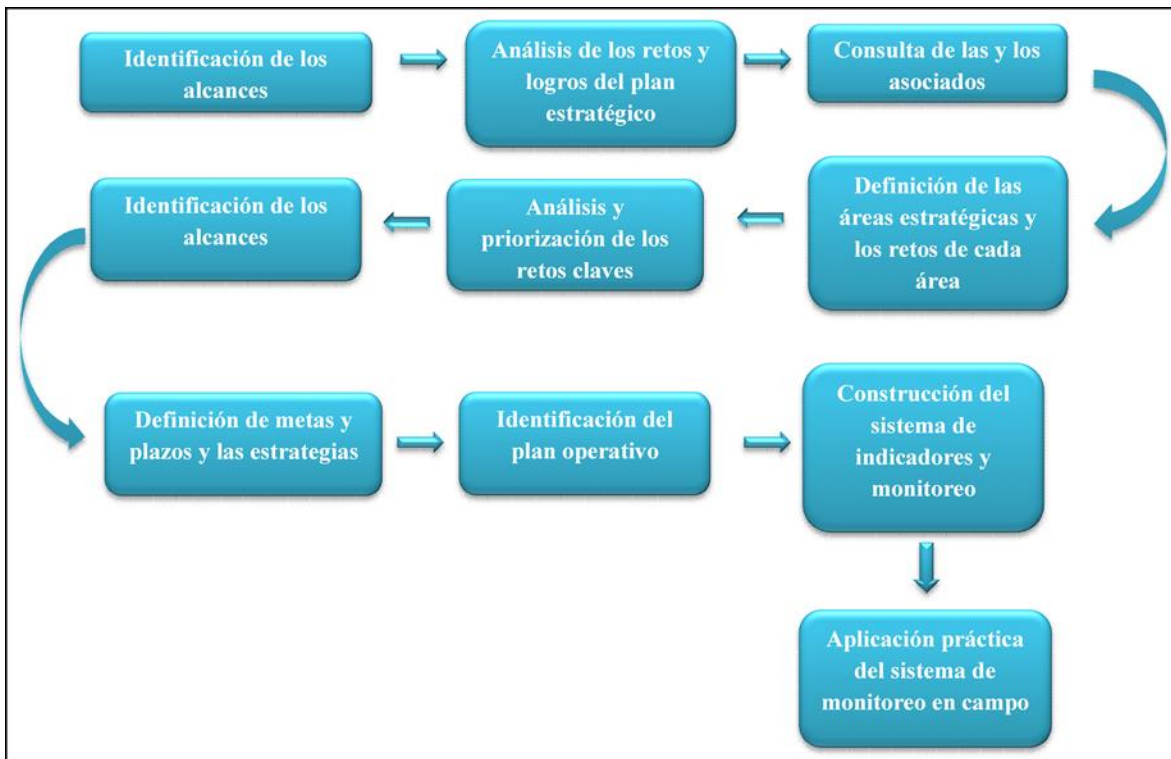 Identificación de los
alcances
Análisis de los retos y
logros del plan
estratégico
Consulta de las y los
asociados
Definición de las
áreas estratégicas y
los retos de cada
área
Análisis y
priorización de los
retos claves
Identificación de los
alcances
Definición de metas y
plazos y las estrategias
Identificación del
plan operativo
Construcción del
sistema de
indicadores y
monitoreo
Aplicación práctica
del sistema de
monitoreo en campo